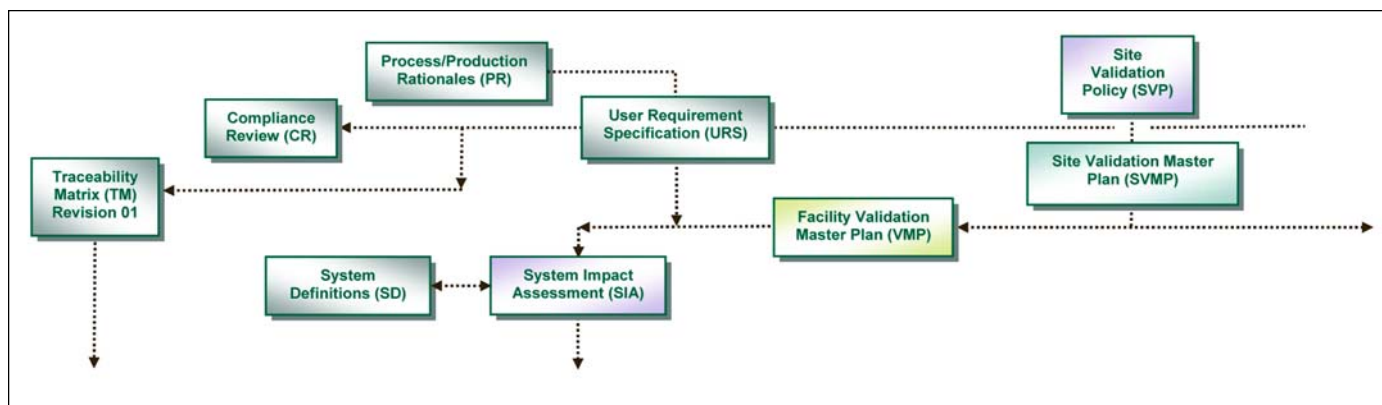 Process/Production
Rationales (PR)
Site
Validation
Policy (SVP)
Compliance
Review (CR)
User Requirement
Specification (URS)
Traceability
Matrix (TM)
Revision 01
Site Validation Master
Plan (SVMP)
Facility Validation
Master Plan (VMP)
System
Definitions (SD)
System Impact
Assessment (SIA)